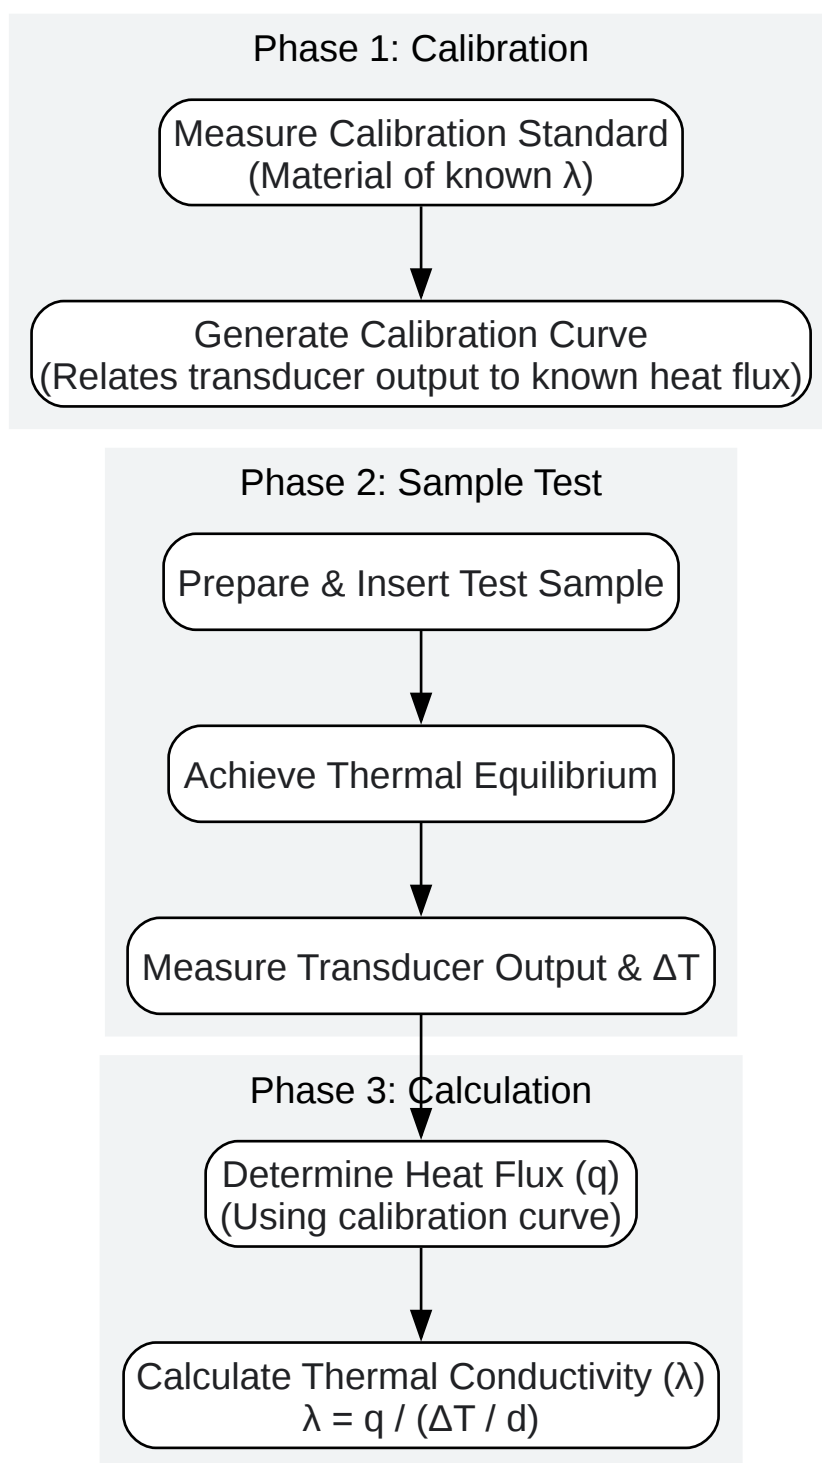 Phase 1: Calibration
Measure Calibration Standard
(Material of known λ)
Generate Calibration Curve
(Relates transducer output to known heat flux)
Phase 2: Sample Test
Prepare & Insert Test Sample
Achieve Thermal Equilibrium
Measure Transducer Output & ΔT
Phase 3: Calculation
Determine Heat Flux (q)
(Using calibration curve)
Calculate Thermal Conductivity (λ)
λ = q / (ΔT / d)